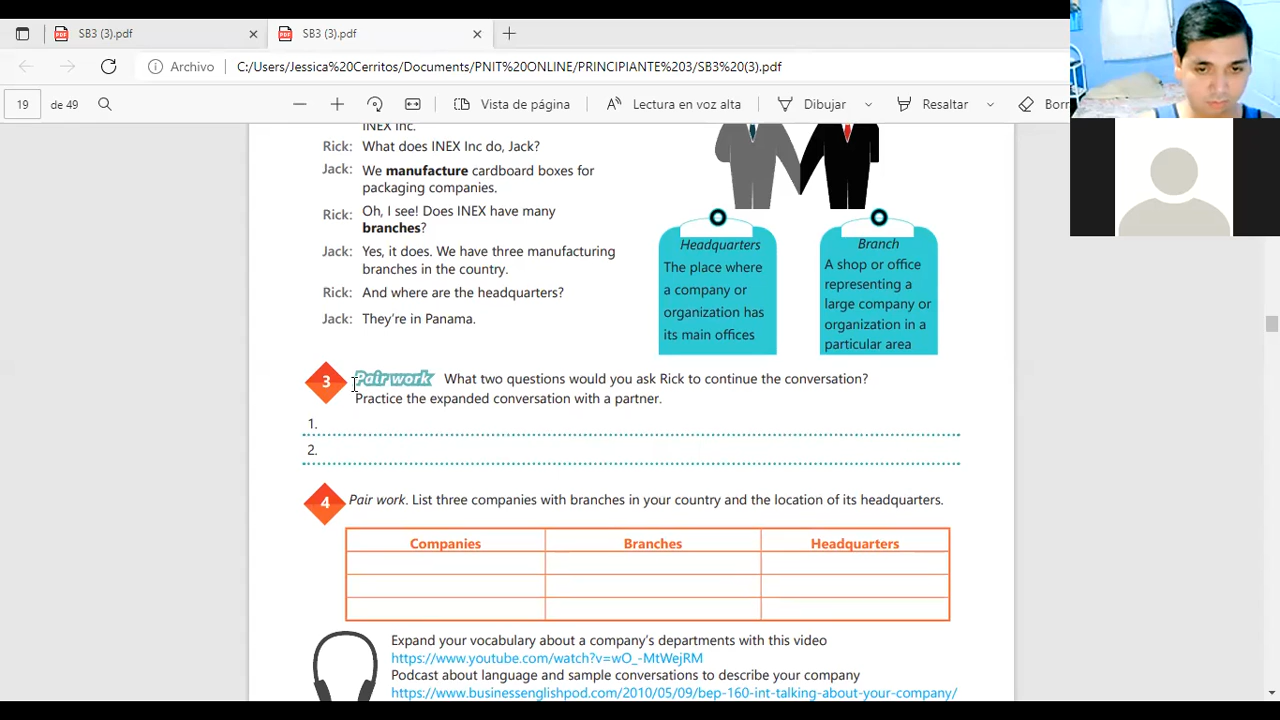 SB3 (3).pdf
SB3 (3).pdf
Archivo
C:/Users/Jessica%20Cerritos/Documents/PNIT%20ONLINE/PRINCIPIANTE%203/SB3%20(3).pdf
19 de 49
Vista de página
Lectura en voz alta
Dibujar
Resaltar
Borr
INEX Inc.
Rick: What does INEX Inc do, Jack?
Jack: We manufacture cardboard boxes for
packaging companies.
Rick: Oh, I see! Does INEX have many
branches?
Jack: Yes, it does. We have three manufacturing
branches in the country.
Rick: And where are the headquarters?
Jack: They're in Panama.
Headquarters
The place where
a company or
organization has
its main offices
Branch
A shop or office
representing a
large company or
organization in a
particular area
3 Pair work What two questions would you ask Rick to continue the conversation?
Practice the expanded conversation with a partner.
1.
2.
4 Pair work. List three companies with branches in your country and the location of its headquarters.
Companies Branches Headquarters
Expand your vocabulary about a company's departments with this video
https://www.youtube.com/watch?v=wO_-MtWejRM
Podcast about language and sample conversations to describe your company
https://www.businessenglishpod.com/2010/05/09/bep-160-int-talking-about-your-company/